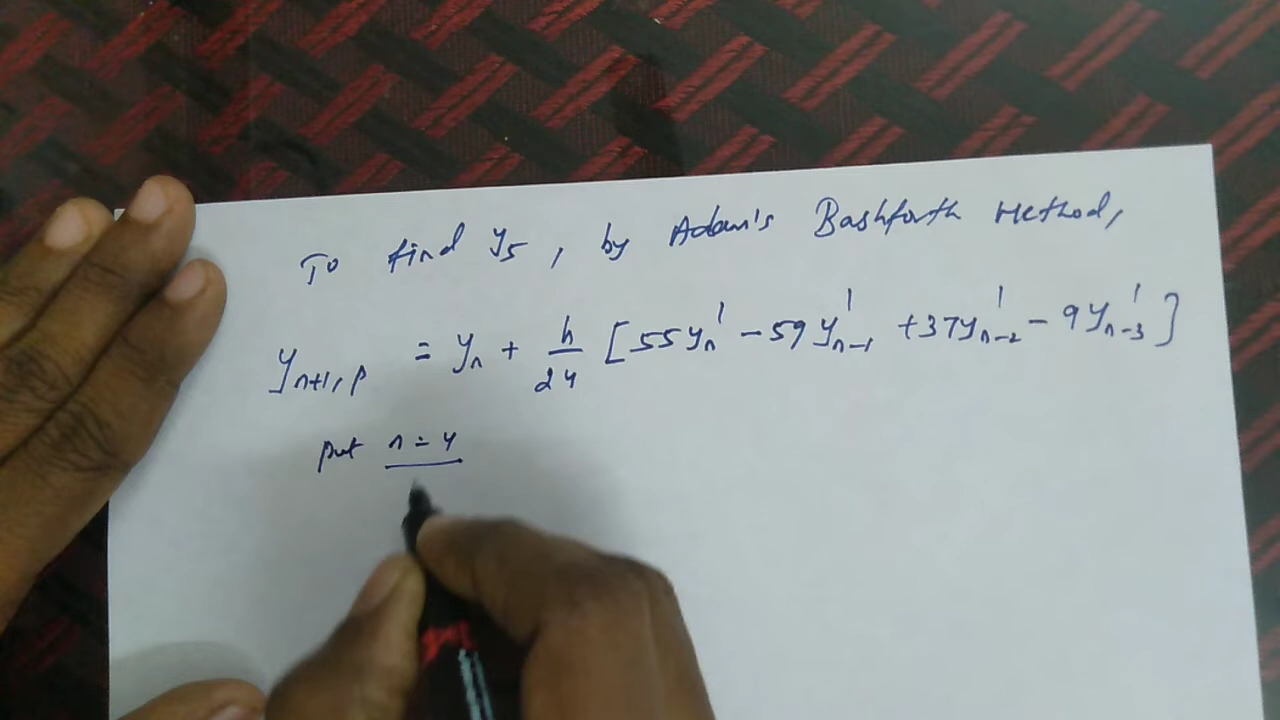 To find y₅, by Adam's Bashforth Method,
yₙ₊₁,ₚ = yₙ + h/24 [55y'ₙ - 59y'ₙ₋₁ + 37y'ₙ₋₂ - 9y'ₙ₋₃]
put n = 4